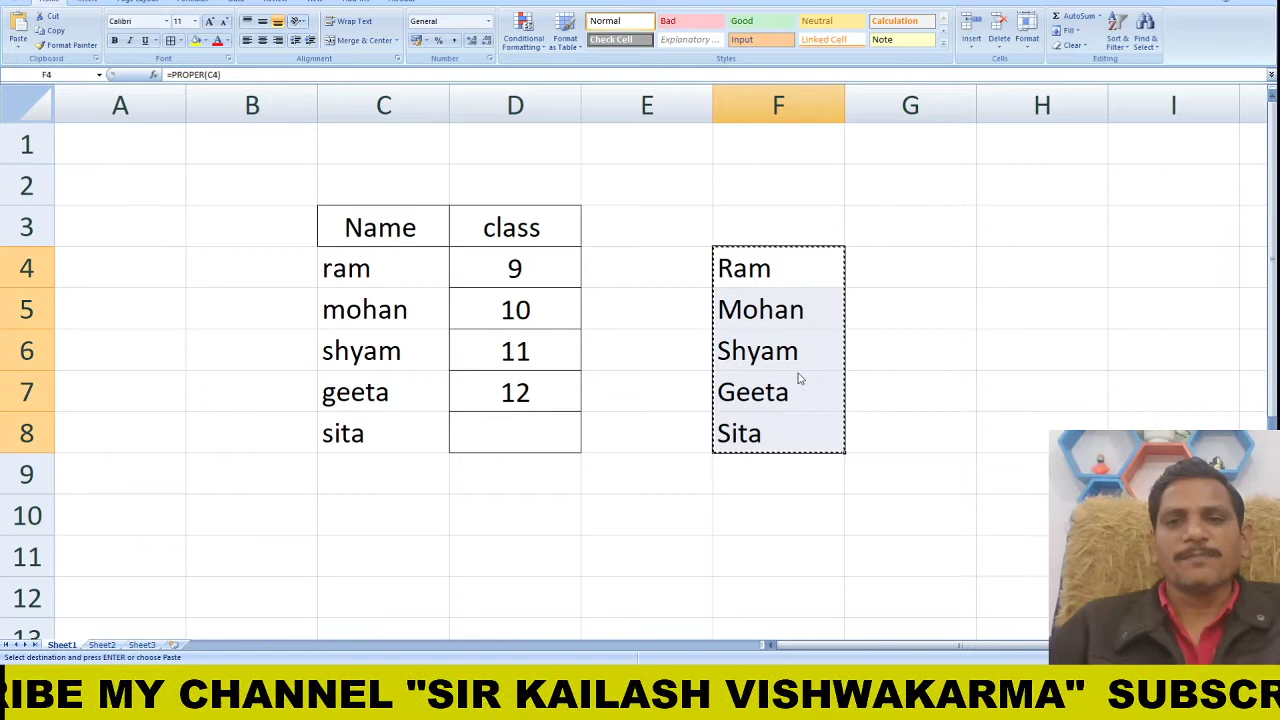 Cut
Calibri 11 A A
Wrap Text
General
Normal Bad Good Neutral Calculation
AutoSum
Paste
Copy
Conditional Formatting
Format as Table
Check Cell Explanatory ... Input Linked Cell Note
Insert Delete Format
Fill
Sort & Filter
Find & Select
Format Painter
B I U
Merge & Center
Clear
Clipboard Font Alignment Number Styles Cells Editing
F4 fx =PROPER(C4)
A B C D E F G H I
1
2
3 Name class
4 ram 9 Ram
5 mohan 10 Mohan
6 shyam 11 Shyam
7 geeta 12 Geeta
8 sita Sita
9
10
11
12
13
Sheet1 Sheet2 Sheet3
Select destination and press ENTER or choose Paste
RIBE MY CHANNEL "SIR KAILASH VISHWAKARMA" SUBSCR